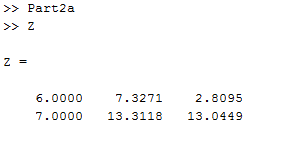 >> Part2a
>> Z
Z =
6.0000 7.3271 2.8095
7.0000 13.3118 13.0449